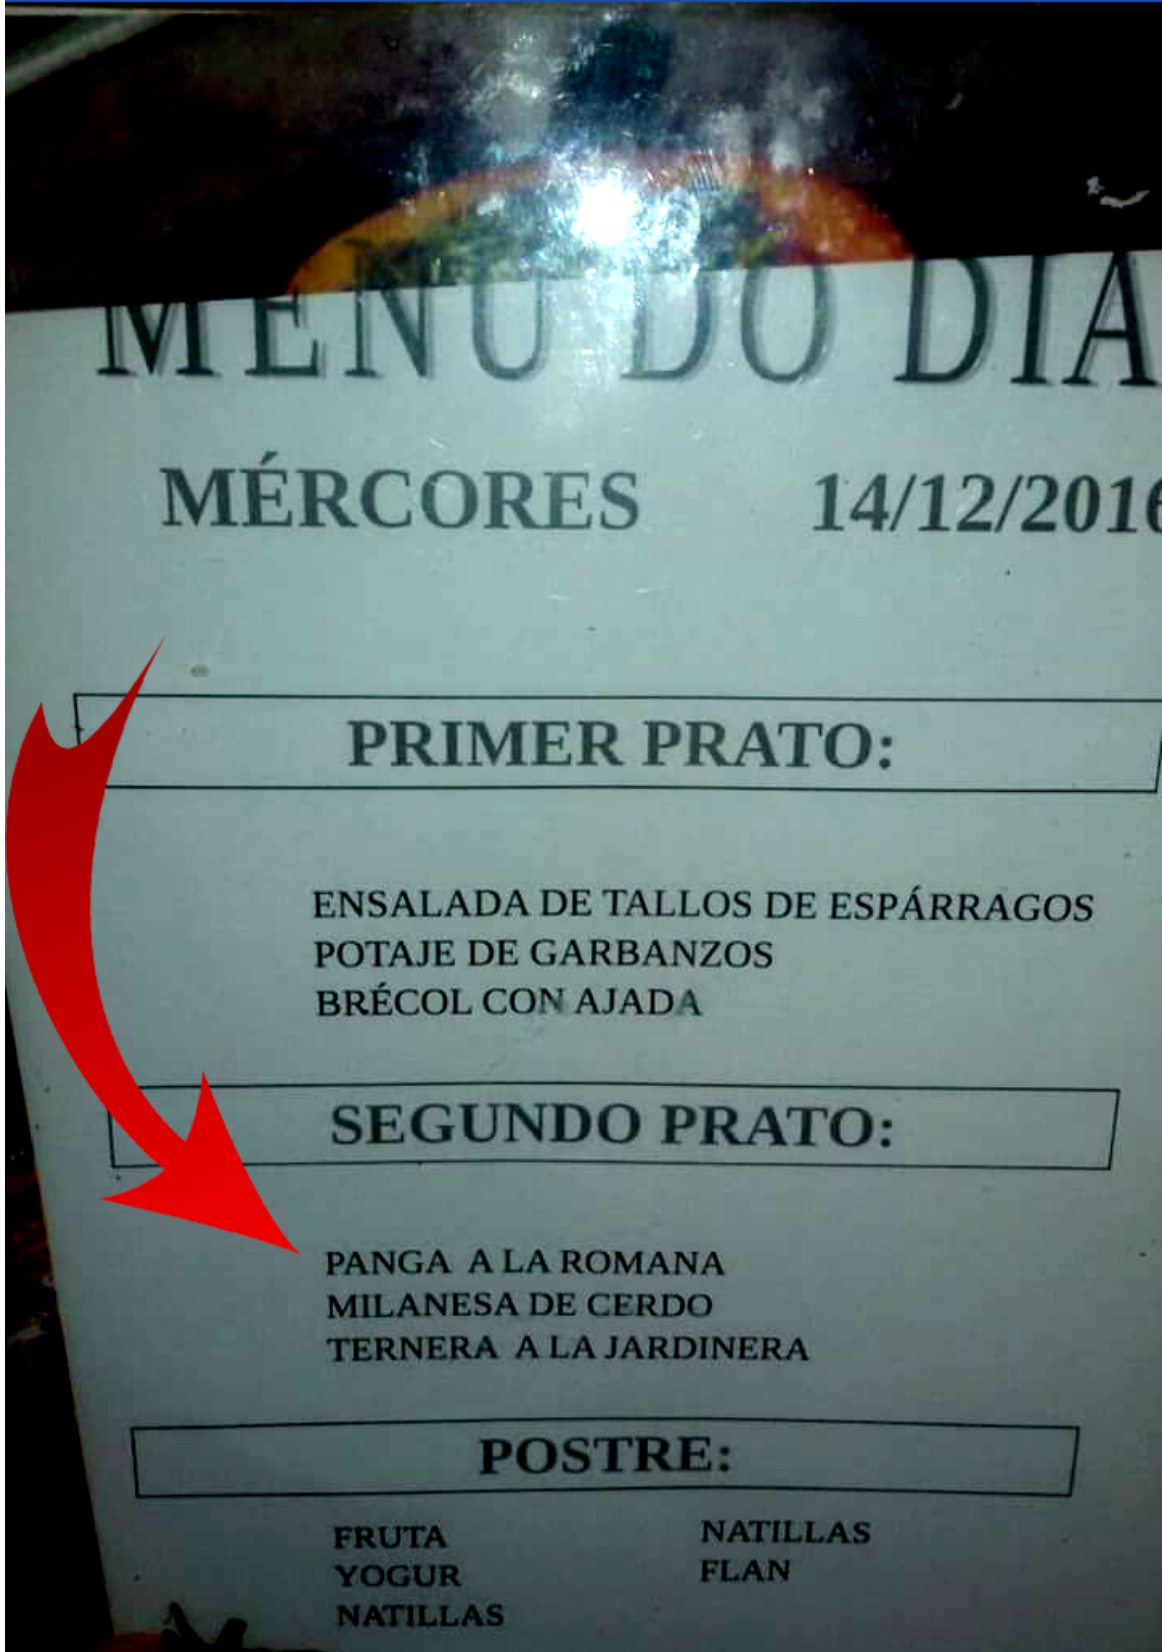 MENÚ DO DIA
MÉRCORES 14/12/2016
PRIMER PRATO:
ENSALADA DE TALLOS DE ESPÁRRAGOS
POTAJE DE GARBANZOS
BRÉCOL CON AJADA
SEGUNDO PRATO:
PANGA A LA ROMANA
MILANESA DE CERDO
TERNERA A LA JARDINERA
POSTRE:
FRUTA NATILLAS
YOGUR FLAN
NATILLAS